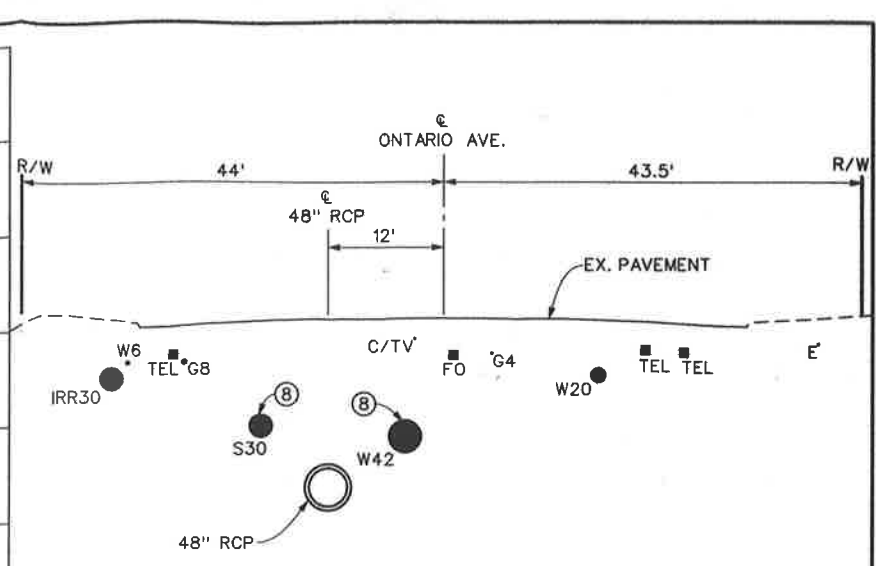 ℄
ONTARIO AVE.
R/W
44'
43.5'
R/W
℄
48" RCP
12'
EX. PAVEMENT
C/TV
W6
TEL
G8
FO
G4
TEL
TEL
E
IRR30
W20
8
8
S30
W42
48" RCP